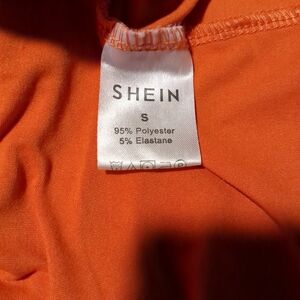 SHEIN
S
95% Polyester
5% Elastane